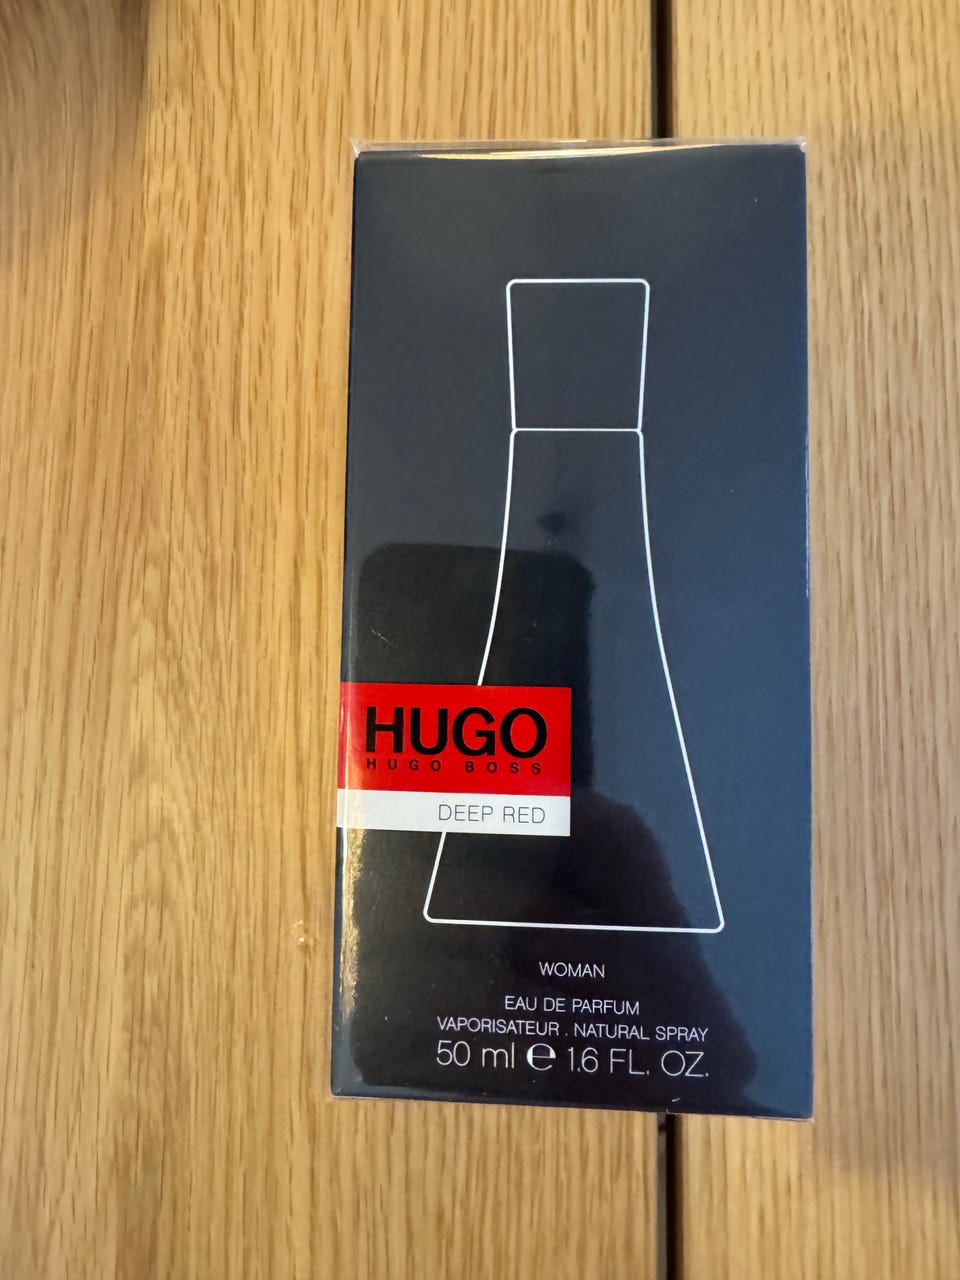 HUGO
HUGO BOSS
DEEP RED
WOMAN
EAU DE PARFUM
VAPORISATEUR . NATURAL SPRAY
50 ml ℮ 1.6 FL. OZ.